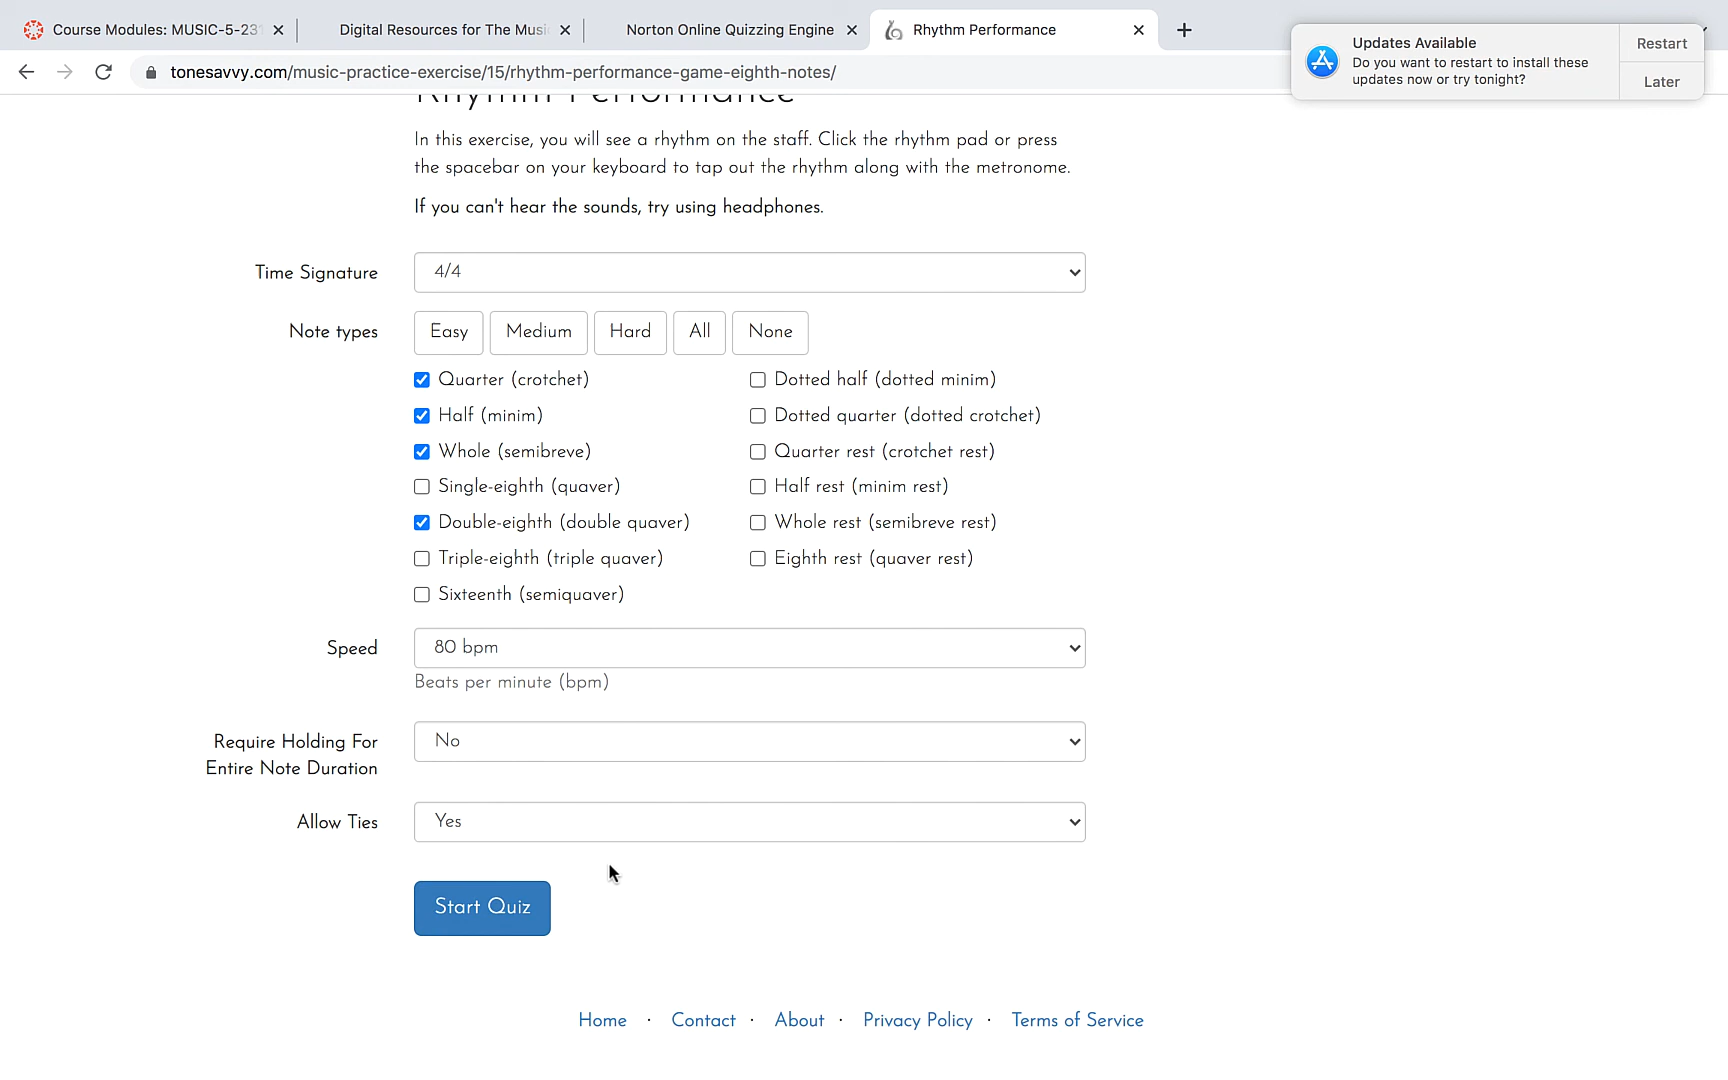 Course Modules: MUSIC-5-231
Digital Resources for The Musi
Norton Online Quizzing Engine
Rhythm Performance
Updates Available
Do you want to restart to install these
updates now or try tonight?
Restart
Later
tonesavvy.com/music-practice-exercise/15/rhythm-performance-game-eighth-notes/
Rhythm Performance
In this exercise, you will see a rhythm on the staff. Click the rhythm pad or press
the spacebar on your keyboard to tap out the rhythm along with the metronome.
If you can't hear the sounds, try using headphones.
Time Signature
4/4
Note types
Easy
Medium
Hard
All
None
Quarter (crotchet)
Half (minim)
Whole (semibreve)
Single-eighth (quaver)
Double-eighth (double quaver)
Triple-eighth (triple quaver)
Sixteenth (semiquaver)
Dotted half (dotted minim)
Dotted quarter (dotted crotchet)
Quarter rest (crotchet rest)
Half rest (minim rest)
Whole rest (semibreve rest)
Eighth rest (quaver rest)
Speed
80 bpm
Beats per minute (bpm)
Require Holding For
Entire Note Duration
No
Allow Ties
Yes
Start Quiz
Home · Contact · About · Privacy Policy · Terms of Service